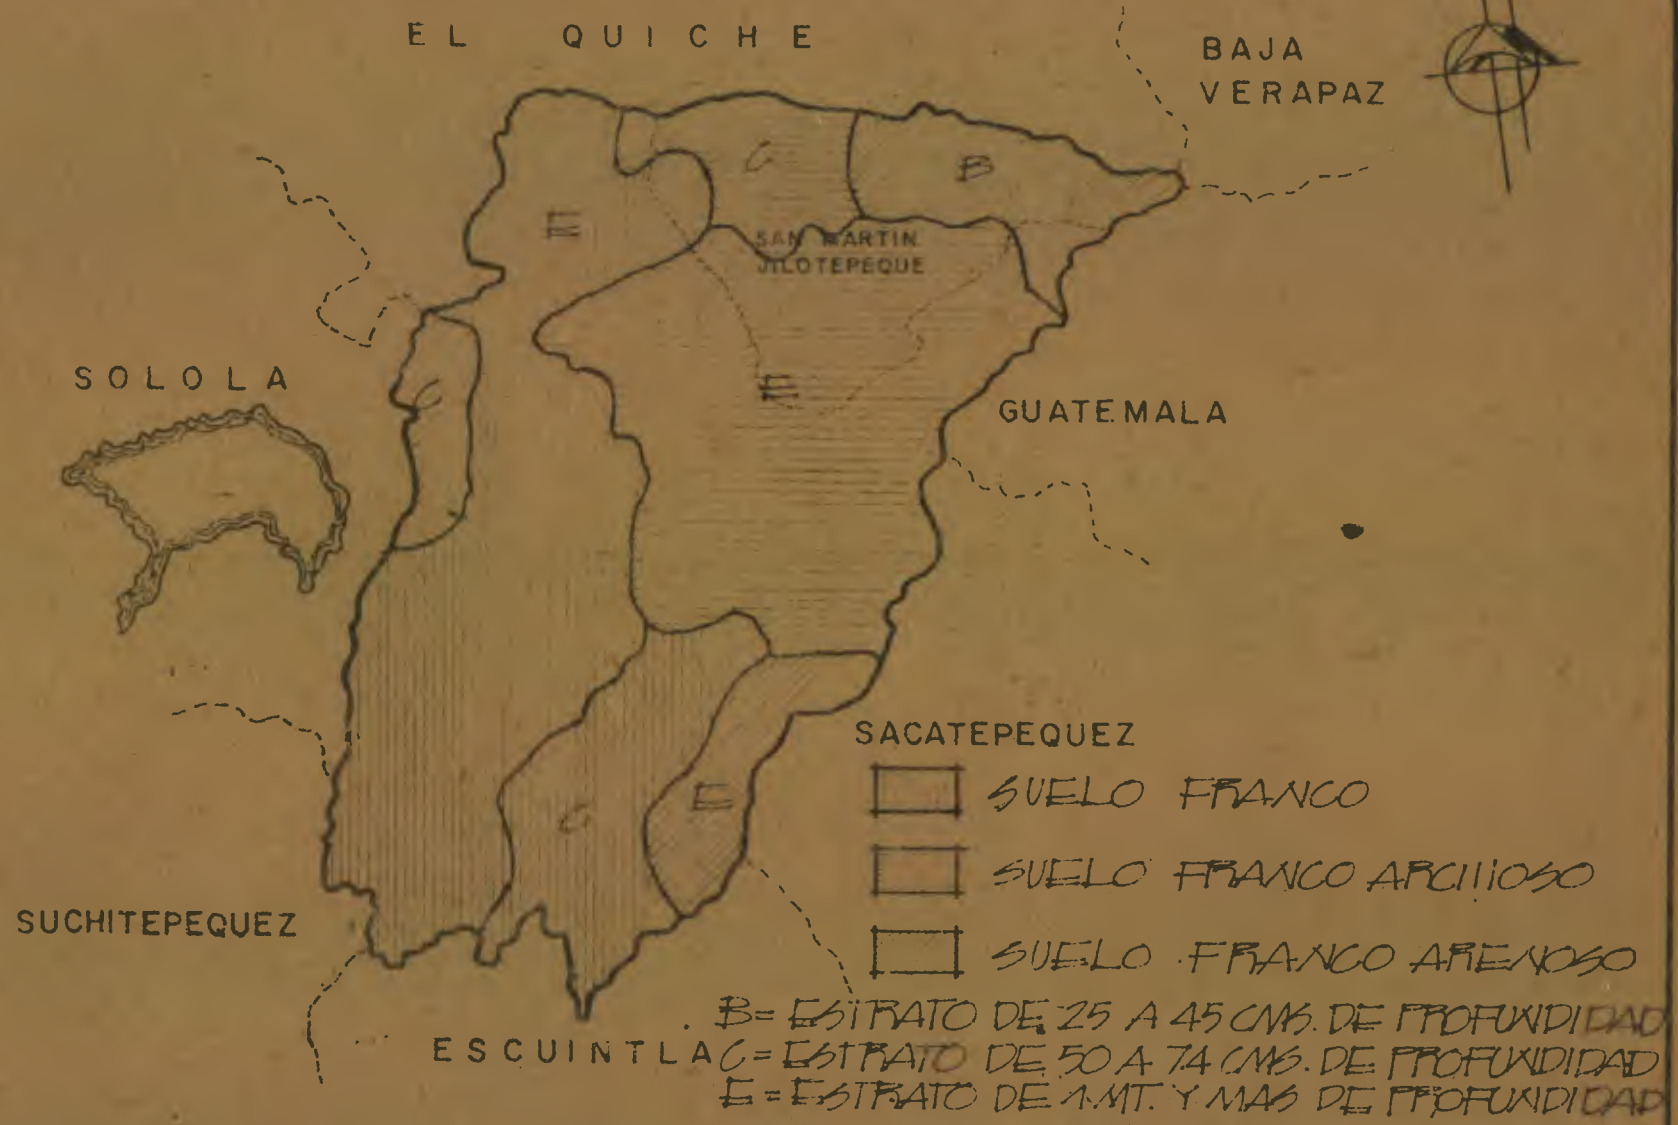 EL QUICHE
BAJA
VERAPAZ
C
B
E
SAN MARTIN
JILOTEPEQUE
SOLOLA
C
E
GUATEMALA
SACATEPEQUEZ
SUELO FRANCO
E
C
SUELO FRANCO ARCILLOSO
SUCHITEPEQUEZ
SUELO FRANCO ARENOSO
B= ESTRATO DE 25 A 45 CMS. DE PROFUNDIDAD
ESCUINTLA
C= ESTRATO DE 50 A 74 CMS. DE PROFUNDIDAD
E= ESTRATO DE 1 MT. Y MAS DE PROFUNDIDAD